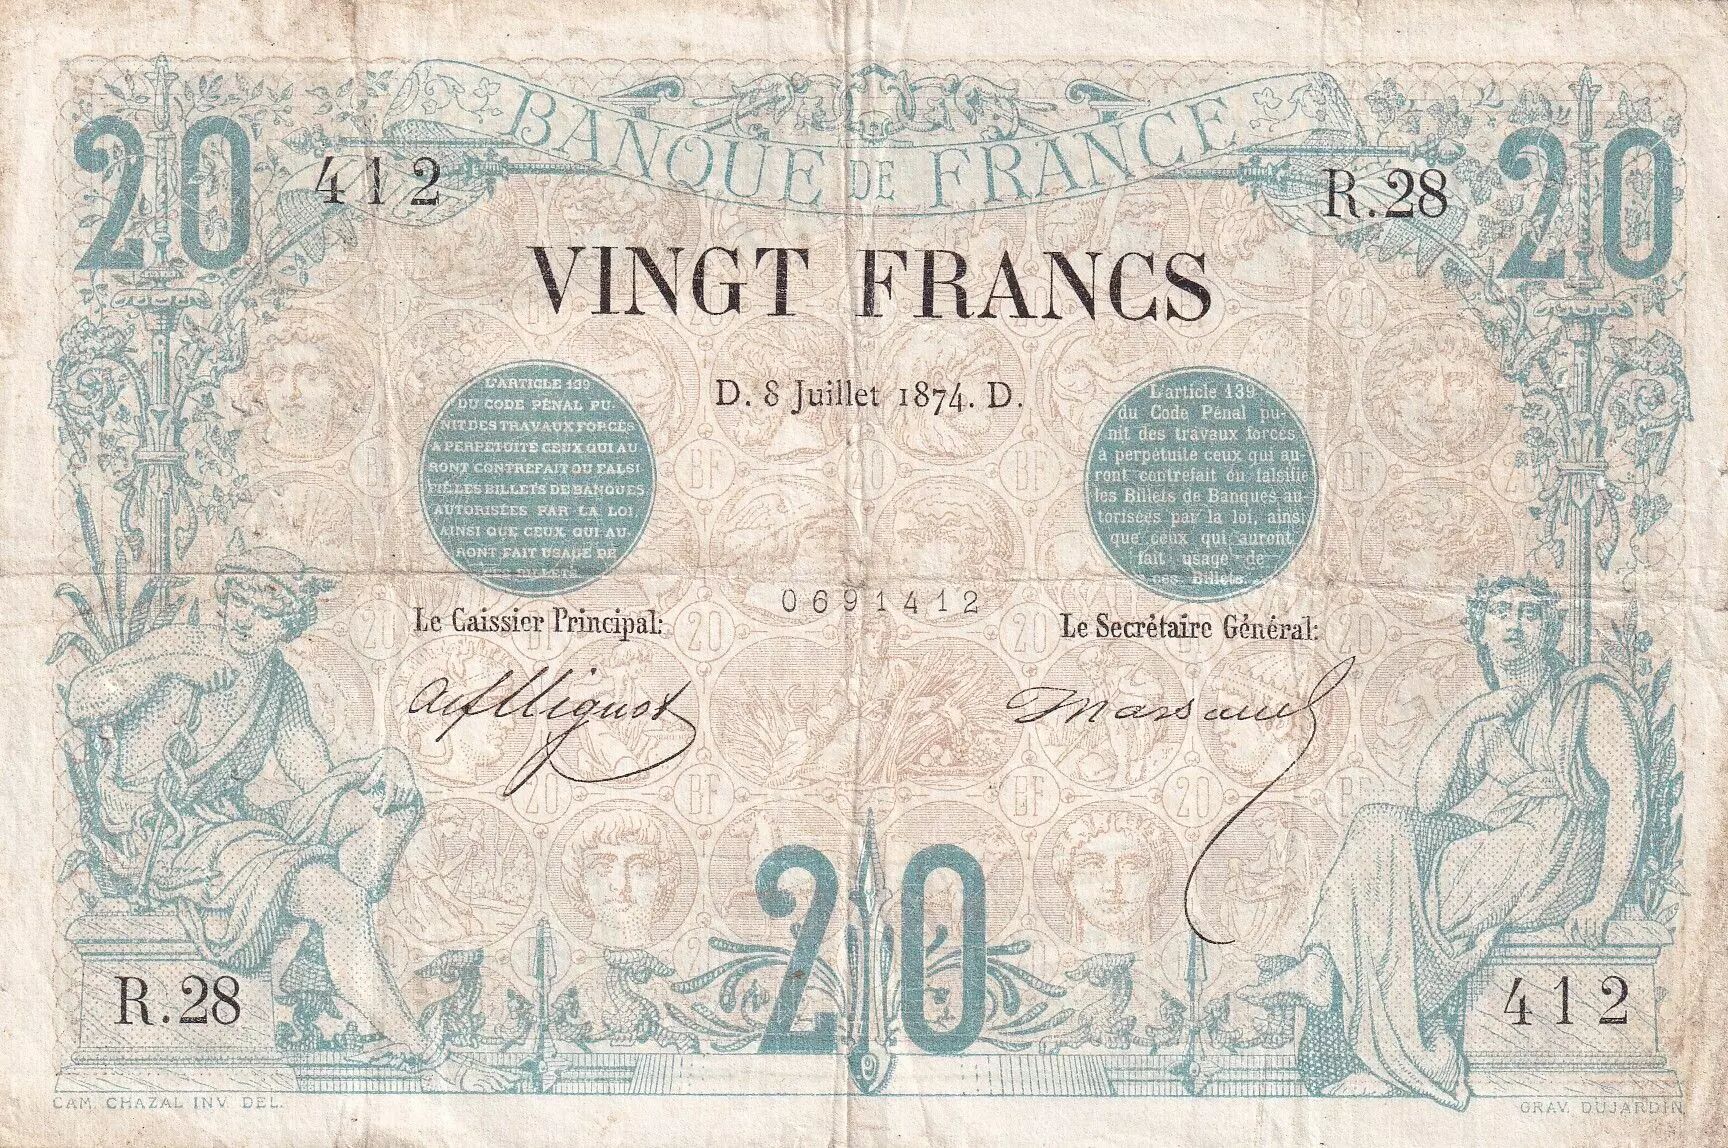 BANQUE DE FRANCE
20
20
412
R.28
VINGT FRANCS
D. 8 Juillet 1874. D.
L'ARTICLE 139
DU CODE PÉNAL PU-
NIT DES TRAVAUX FORCÉS
A PERPETUITÉ CEUX QUI AU
RONT CONTREFAIT OU FALSI
FIÉ LES BILLETS DE BANQUES
AUTORISÉES PAR LA LOI,
AINSI QUE CEUX QUI AU-
RONT FAIT USAGE DE
CES BILLETS.
L'article 139
du Code Pénal pu-
nit des travaux forcés
à perpétuité ceux qui au-
ront contrefait ou falsifié
les Billets de Banques au-
torisées par la loi, ainsi
que ceux qui auront
fait usage de
ces Billets.
0691412
Le Caissier Principal:
Le Secrétaire Général:
Mignot
Marsaud
20
R.28
412
CAM. CHAZAL INV. DEL.
GRAV. DUJARDIN